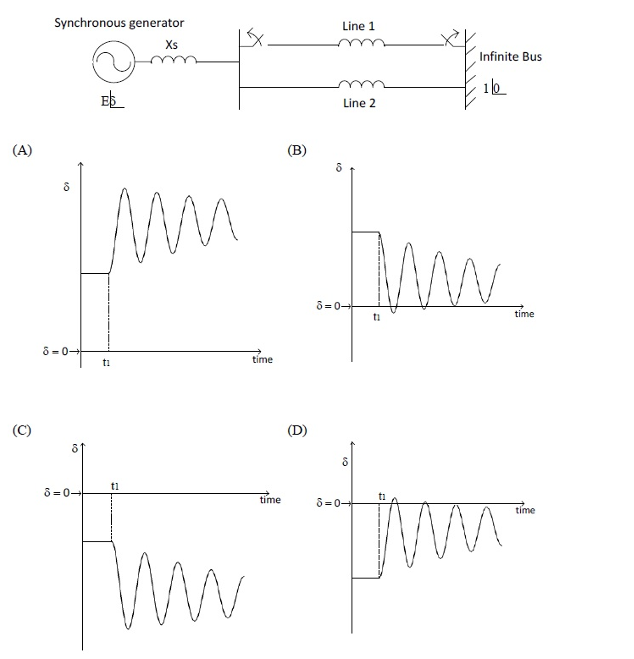 Synchronous generator
Line 1
Xs
Infinite Bus
Eδ
1 0
Line 2
(A)
(B)
δ
δ
δ = 0
t1
time
δ = 0
t1
time
(C)
(D)
δ
t1
δ = 0
time
δ
t1
δ = 0
time